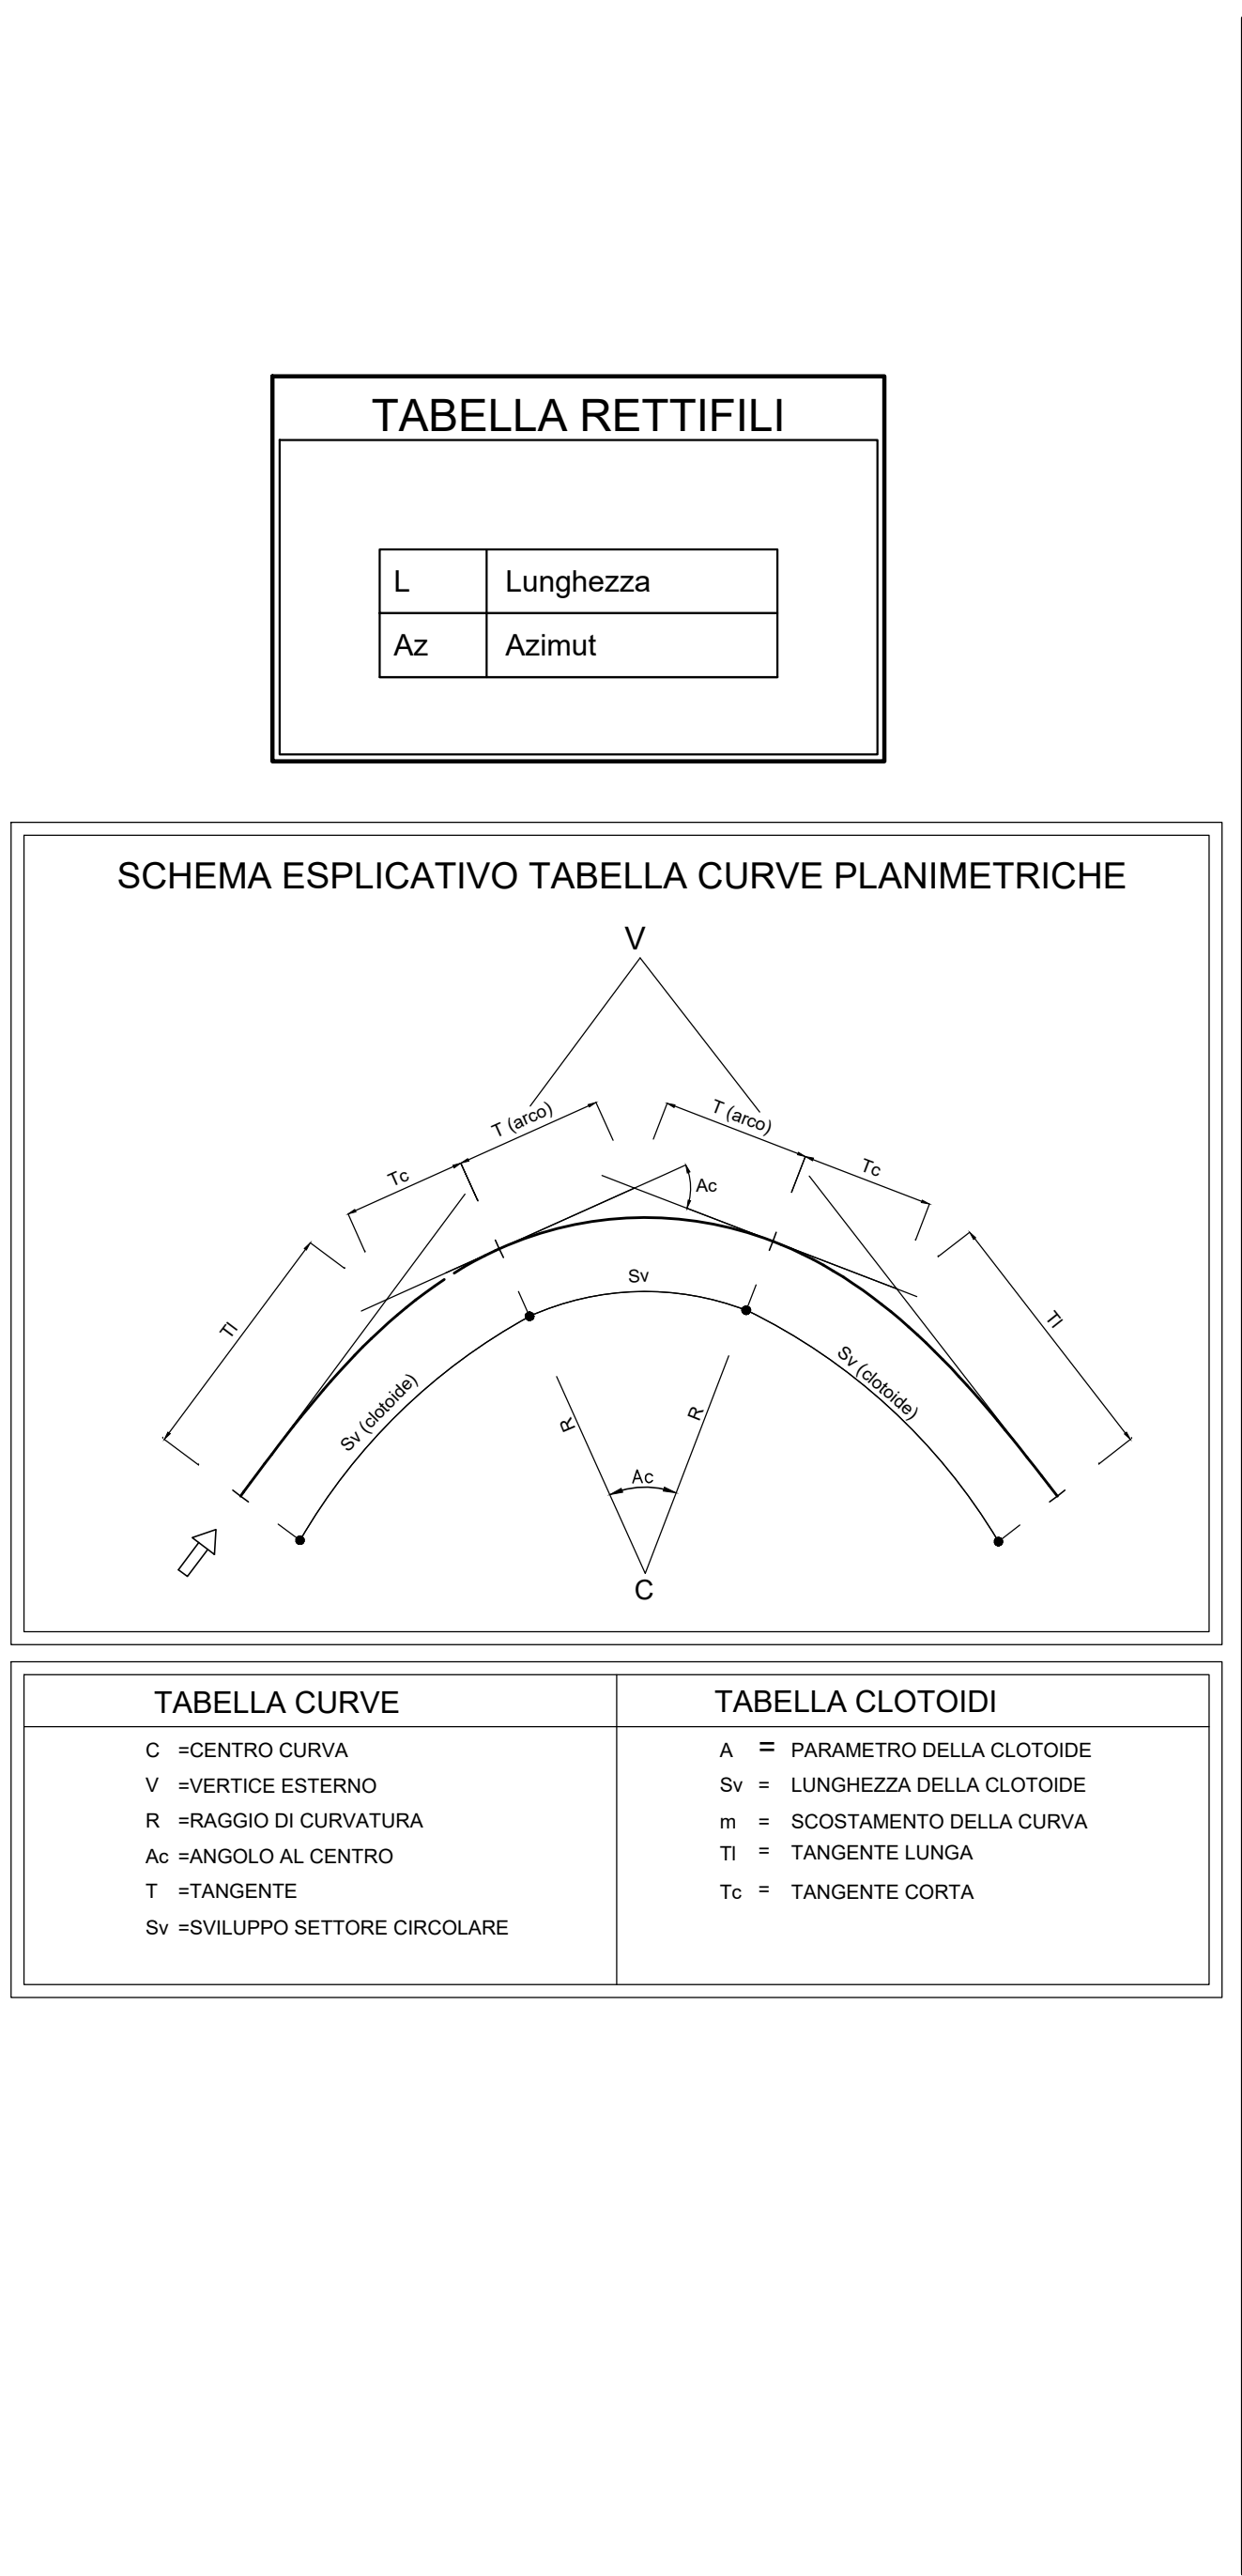 TABELLA RETTIFILI
L Lunghezza
Az Azimut
SCHEMA ESPLICATIVO TABELLA CURVE PLANIMETRICHE
V
T (arco)
T (arco)
Tc
Tc
Ac
Tl
Sv
Tl
Sv (clotoide)
Sv (clotoide)
R
R
Ac
C
TABELLA CURVE
C =CENTRO CURVA
V =VERTICE ESTERNO
R =RAGGIO DI CURVATURA
Ac =ANGOLO AL CENTRO
T =TANGENTE
Sv =SVILUPPO SETTORE CIRCOLARE
TABELLA CLOTOIDI
A = PARAMETRO DELLA CLOTOIDE
Sv = LUNGHEZZA DELLA CLOTOIDE
m = SCOSTAMENTO DELLA CURVA
Tl = TANGENTE LUNGA
Tc = TANGENTE CORTA